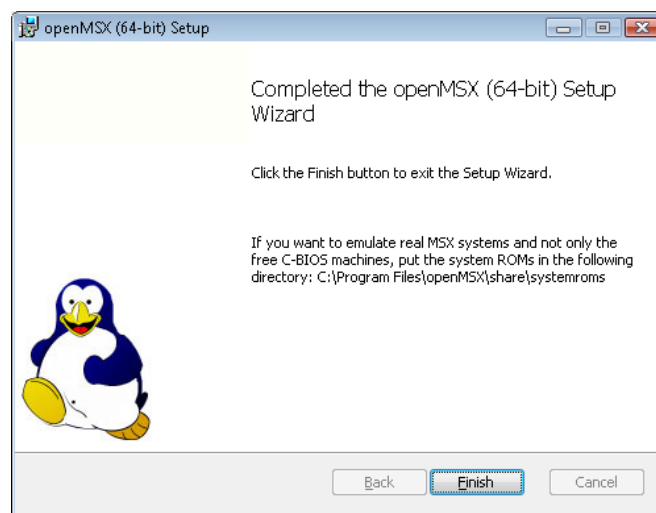 openMSX (64-bit) Setup
Completed the openMSX (64-bit) Setup
Wizard
Click the Finish button to exit the Setup Wizard.
If you want to emulate real MSX systems and not only the
free C-BIOS machines, put the system ROMs in the following
directory: C:\Program Files\openMSX\share\systemroms
Back
Finish
Cancel